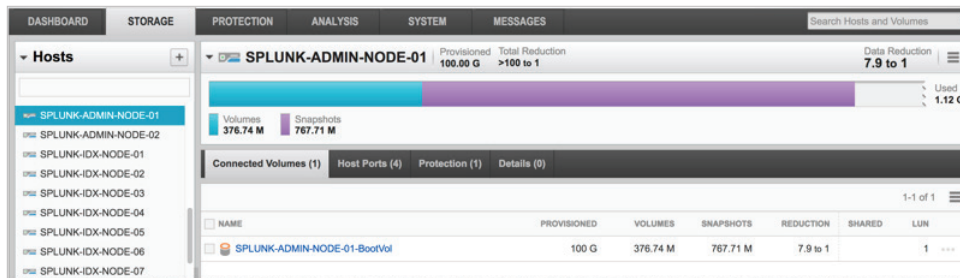 DASHBOARD STORAGE PROTECTION ANALYSIS SYSTEM MESSAGES Search Hosts and Volumes
Hosts +
SPLUNK-ADMIN-NODE-01 Provisioned 100.00 G Total Reduction >100 to 1 Data Reduction 7.9 to 1
Used
1.12
Volumes 376.74 M Snapshots 767.71 M
SPLUNK-ADMIN-NODE-01
SPLUNK-ADMIN-NODE-02
SPLUNK-IDX-NODE-01
SPLUNK-IDX-NODE-02
SPLUNK-IDX-NODE-03
SPLUNK-IDX-NODE-04
SPLUNK-IDX-NODE-05
SPLUNK-IDX-NODE-06
SPLUNK-IDX-NODE-07
Connected Volumes (1) Host Ports (4) Protection (1) Details (0)
1-1 of 1
NAME PROVISIONED VOLUMES SNAPSHOTS REDUCTION SHARED LUN
SPLUNK-ADMIN-NODE-01-BootVol 100 G 376.74 M 767.71 M 7.9 to 1 1